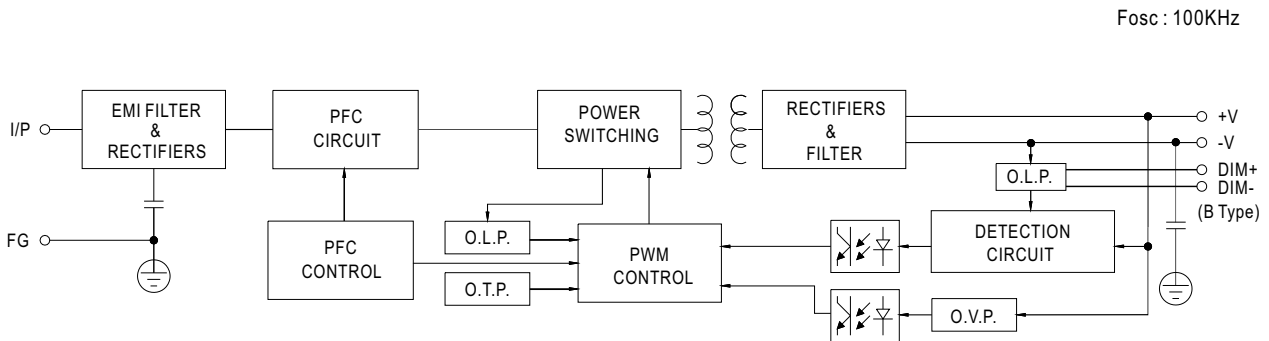 Fosc : 100KHz
I/P
EMI FILTER
&
RECTIFIERS
PFC
CIRCUIT
POWER
SWITCHING
RECTIFIERS
&
FILTER
+V
-V
O.L.P.
DIM+
DIM-
(B Type)
FG
PFC
CONTROL
O.L.P.
O.T.P.
PWM
CONTROL
DETECTION
CIRCUIT
O.V.P.